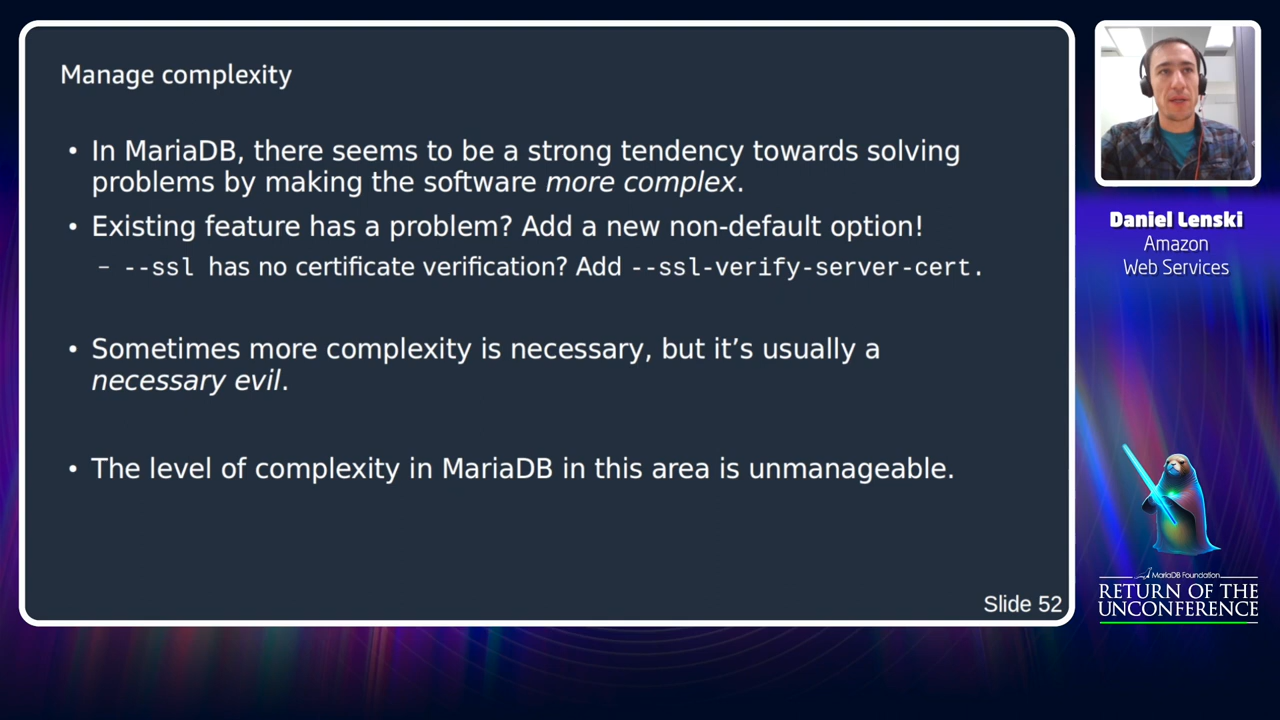 Manage complexity
• In MariaDB, there seems to be a strong tendency towards solving
problems by making the software more complex.
• Existing feature has a problem? Add a new non-default option!
– --ssl has no certificate verification? Add --ssl-verify-server-cert.
• Sometimes more complexity is necessary, but it’s usually a
necessary evil.
• The level of complexity in MariaDB in this area is unmanageable.
Slide 52
Daniel Lenski
Amazon
Web Services
MariaDB Foundation
RETURN OF THE
UNCONFERENCE